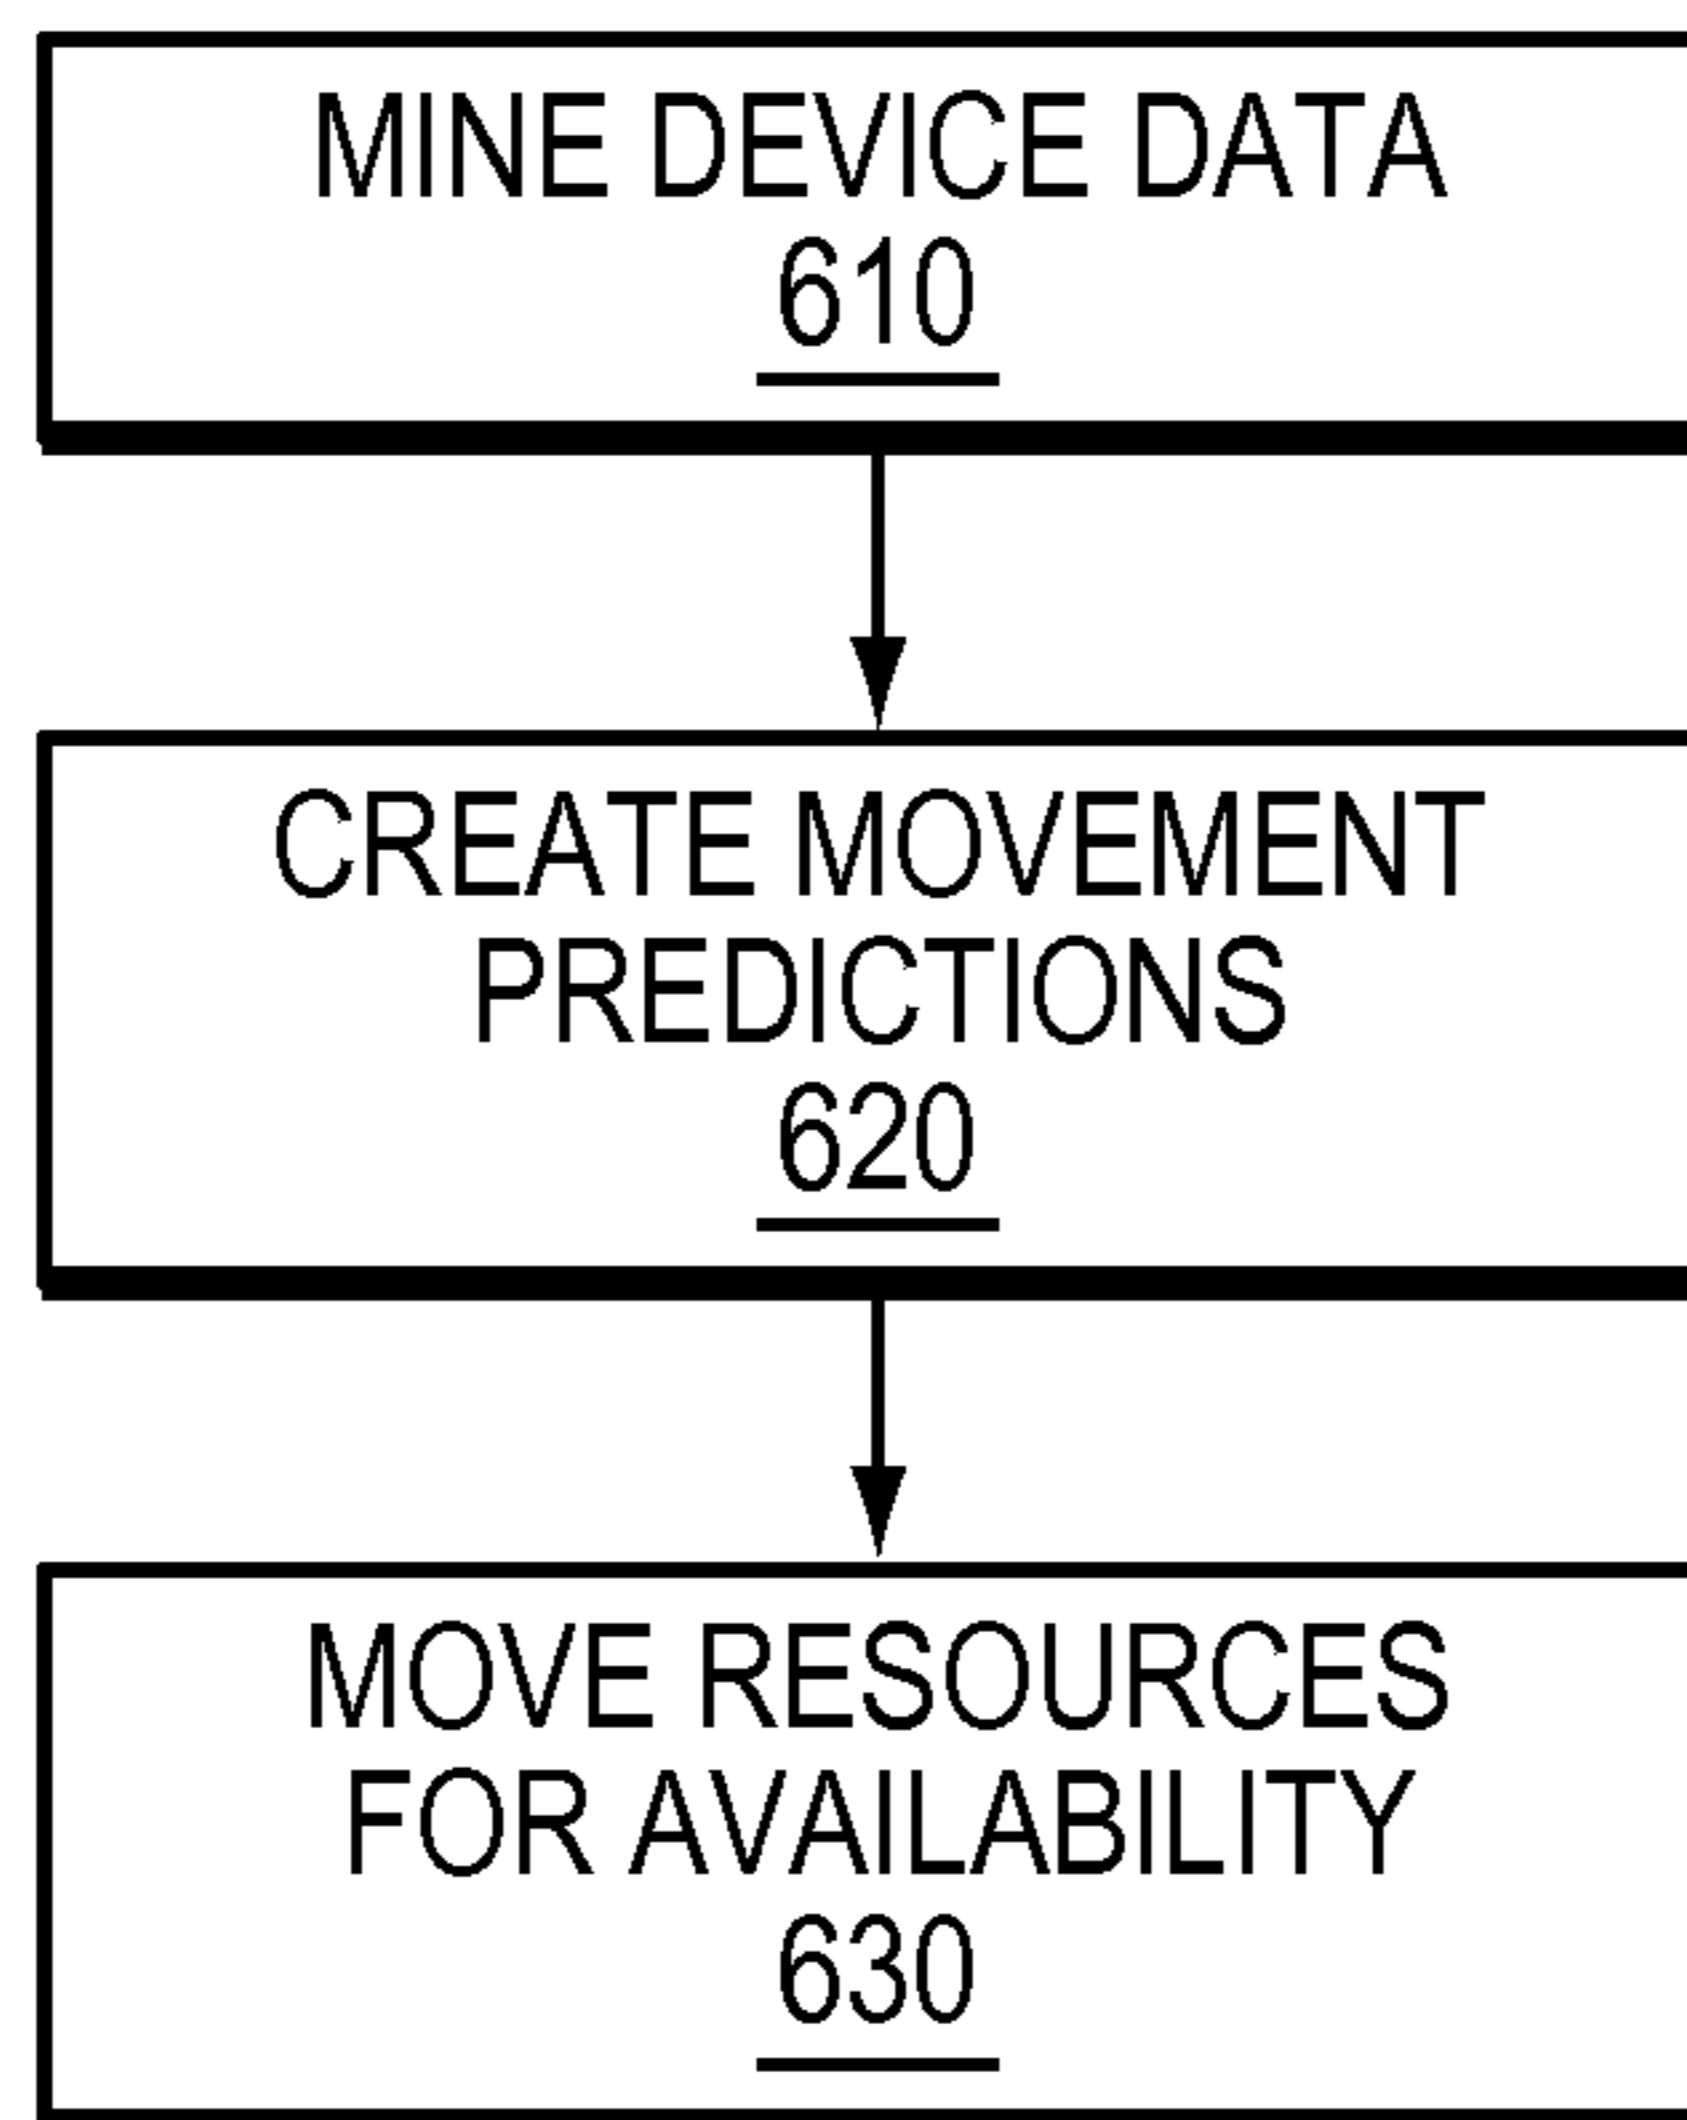 MINE DEVICE DATA
610
CREATE MOVEMENT
PREDICTIONS
620
MOVE RESOURCES
FOR AVAILABILITY
630